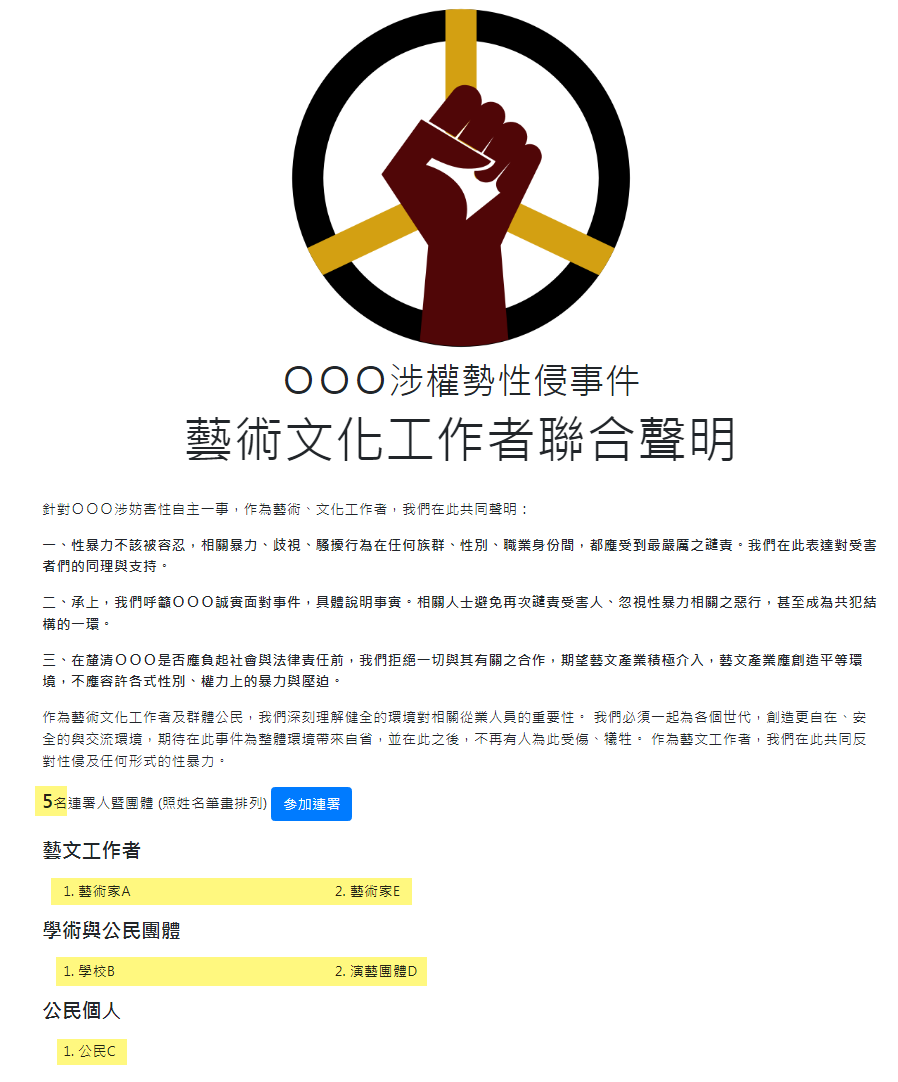 ＯＯＯ涉權勢性侵事件
藝術文化工作者聯合聲明
針對ＯＯＯ涉妨害性自主一事，作為藝術、文化工作者，我們在此共同聲明：
一、性暴力不該被容忍，相關暴力、歧視、騷擾行為在任何族群、性別、職業身份間，都應受到最嚴厲之譴責。我們在此表達對受害
者們的同理與支持。
二、承上，我們呼籲ＯＯＯ誠實面對事件，具體說明事實。相關人士避免再次譴責受害人、忽視性暴力相關之惡行，甚至成為共犯結
構的一環。
三、在釐清ＯＯＯ是否應負起社會與法律責任前，我們拒絕一切與其有關之合作，期望藝文產業積極介入，藝文產業應創造平等環
境，不應容許各式性別、權力上的暴力與壓迫。
作為藝術文化工作者及群體公民，我們深刻理解健全的環境對相關從業人員的重要性。 我們必須一起為各個世代，創造更自在、安
全的與交流環境，期待在此事件為整體環境帶來自省，並在此之後，不再有人為此受傷、犧牲。 作為藝文工作者，我們在此共同反
對性侵及任何形式的性暴力。
5名連署人暨團體 (照姓名筆畫排列) 參加連署
藝文工作者
1. 藝術家A 2. 藝術家E
學術與公民團體
1. 學校B 2. 演藝團體D
公民個人
1. 公民C